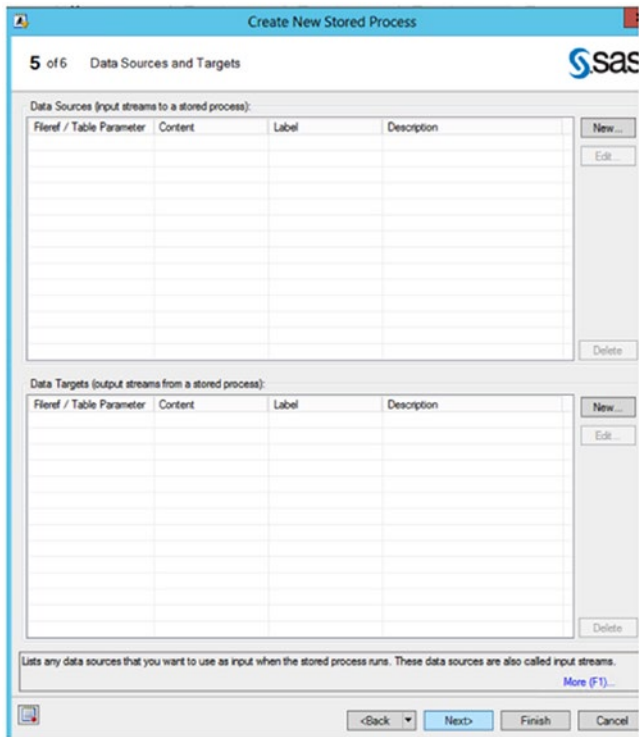 Create New Stored Process
5 of 6 Data Sources and Targets
sas
Data Sources (input streams to a stored process):
Fileref / Table Parameter Content Label Description
New...
Edit...
Delete
Data Targets (output streams from a stored process):
Fileref / Table Parameter Content Label Description
New...
Edit...
Delete
Lists any data sources that you want to use as input when the stored process runs. These data sources are also called input streams.
More (F1)...
<Back Next> Finish Cancel